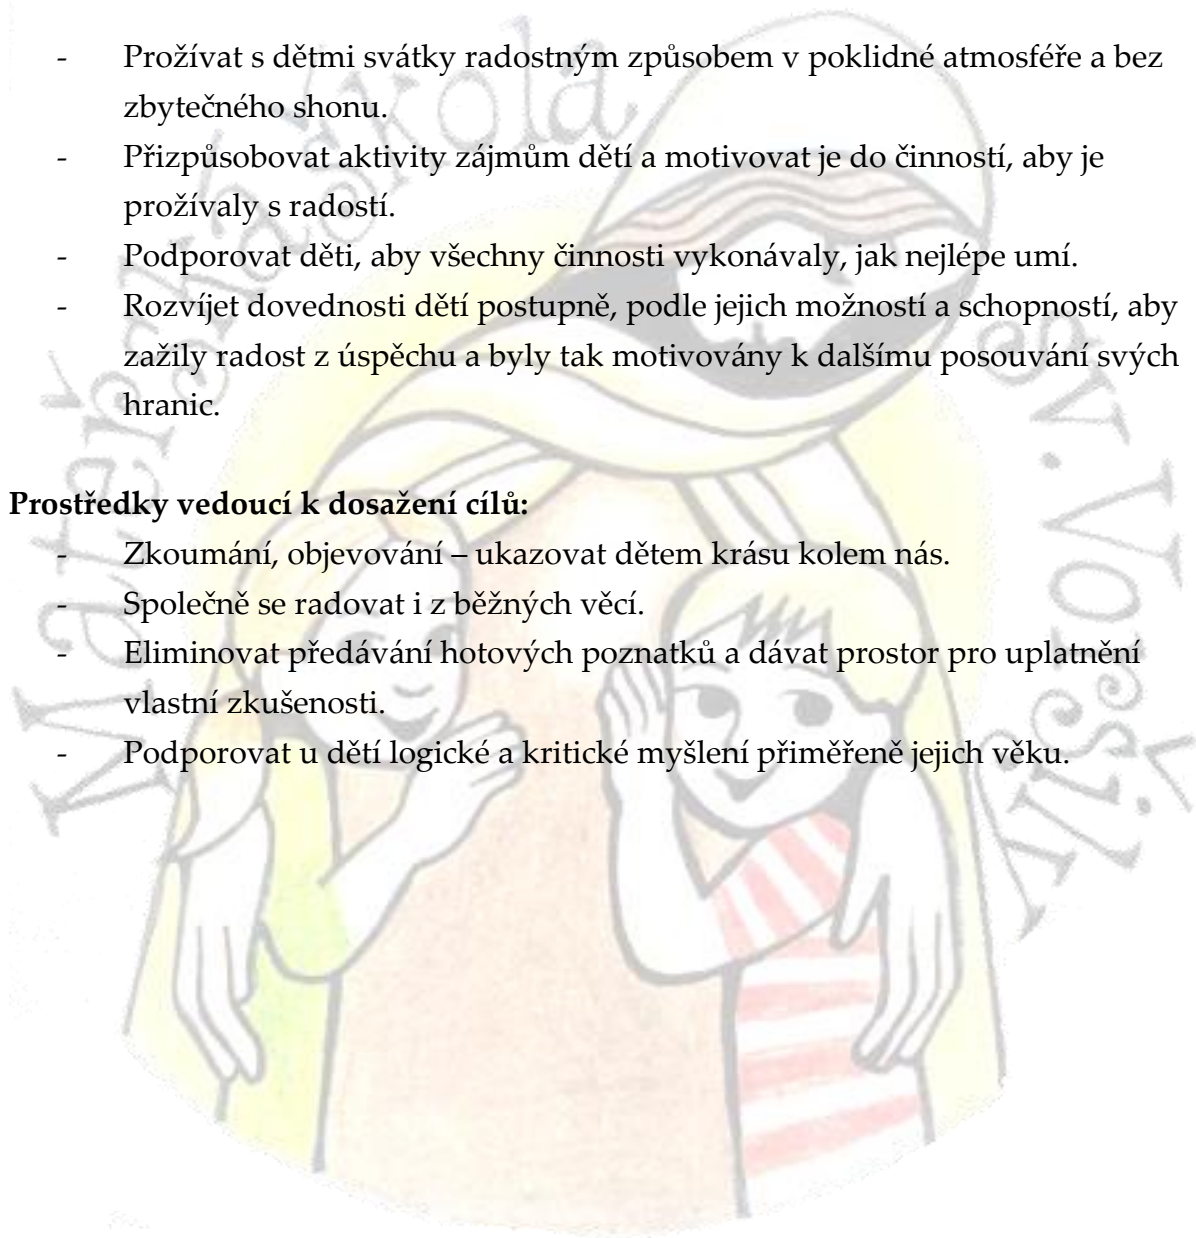 - Prožívat s dětmi svátky radostným způsobem v poklidné atmosféře a bez
zbytečného shonu.
- Přizpůsobovat aktivity zájmům dětí a motivovat je do činností, aby je
prožívaly s radostí.
- Podporovat děti, aby všechny činnosti vykonávaly, jak nejlépe umí.
- Rozvíjet dovednosti dětí postupně, podle jejich možností a schopností, aby
zažily radost z úspěchu a byly tak motivovány k dalšímu posouvání svých
hranic.
Prostředky vedoucí k dosažení cílů:
- Zkoumání, objevování – ukazovat dětem krásu kolem nás.
- Společně se radovat i z běžných věcí.
- Eliminovat předávání hotových poznatků a dávat prostor pro uplatnění
vlastní zkušenosti.
- Podporovat u dětí logické a kritické myšlení přiměřeně jejich věku.
Mateřská škola
sv. Voršily